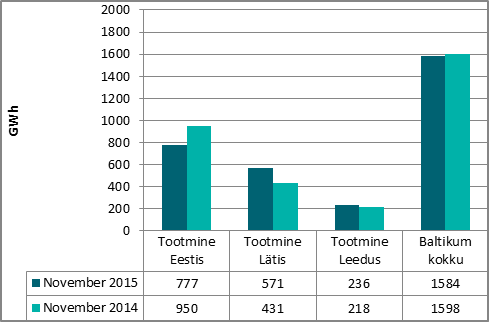 2000
1800
1600
1400
1200
1000
800
600
400
200
0
GWh
Tootmine Eestis
Tootmine Lätis
Tootmine Leedus
Baltikum kokku
November 2015 777 571 236 1584
November 2014 950 431 218 1598